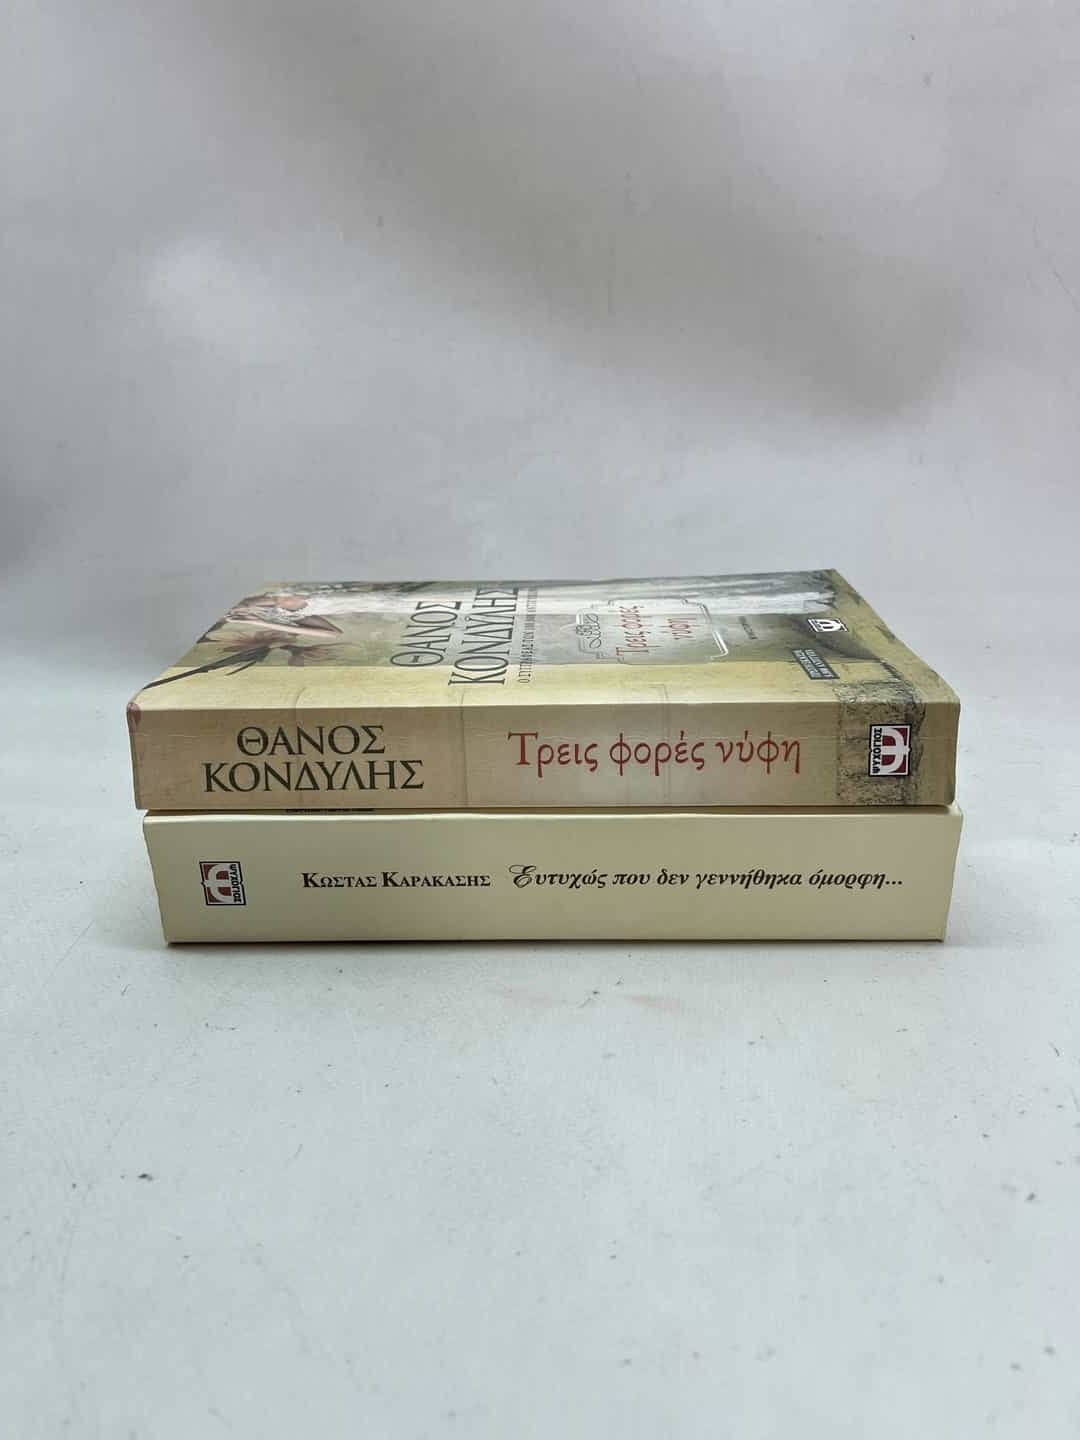 ΘΑΝΟΣ
ΚΟΝΔΥΛΗΣ
Τρεις φορές
νύφη
ΘΑΝΟΣ
ΚΟΝΔΥΛΗΣ
Τρεις φορές νύφη
ΨΥΧΟΓΙΟΣ
ΨΥΧΟΓΙΟΣ
ΚΩΣΤΑΣ ΚΑΡΑΚΑΣΗΣ Ευτυχώς που δεν γεννήθηκα όμορφη...